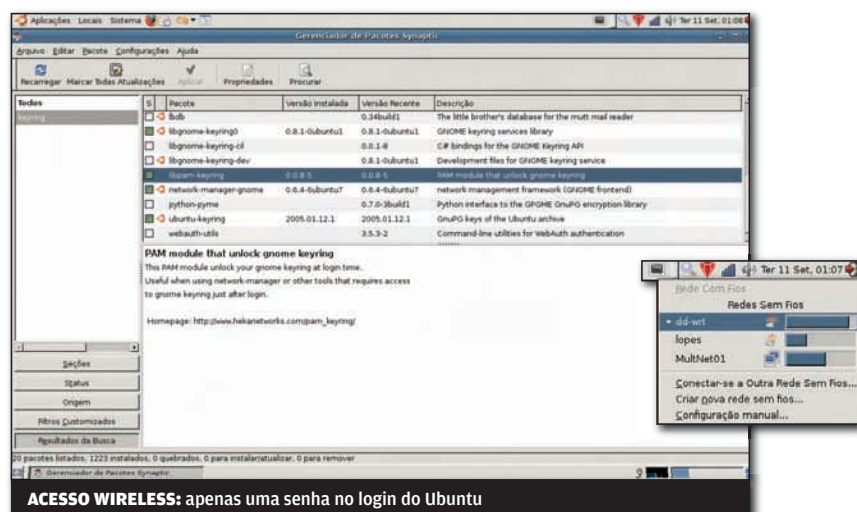 Aplicações Locais Sistema Ter 11 Set, 01:08
Gerenciador de Pacotes Synaptic
Arquivo Editar Pacote Configurações Ajuda
Recarregar Marcar Todas Atualizações Aplicar Propriedades Procurar
Todos
keyring
S Pacote Versão Instalada Versão Recente Descrição
lbdb 0.34build1 The little brother's database for the mutt mail reader
libgnome-keyring0 0.8.1-0ubuntu1 0.8.1-0ubuntu1 GNOME keyring services library
libgnome-keyring-cil C# bindings for the GNOME Keyring API
libgnome-keyring-dev 0.8.1-0ubuntu1 Development files for GNOME keyring service
libpam-keyring 0.0.8-5 0.0.8-5 PAM module that unlock gnome keyring
network-manager-gnome 0.6.4-6ubuntu7 0.6.4-6ubuntu7 network management framework (GNOME frontend)
python-pyme 0.7.0-3build1 Python interface to the GPGME GnuPG encryption library
ubuntu-keyring 2005.01.12.1 2005.01.12.1 GnuPG keys of the Ubuntu archive
webauth-utils 3.5.3-2 Command-line utilities for WebAuth authentication
PAM module that unlock gnome keyring
This PAM module unlock your gnome keyring at login time.
Useful when using network-manager or other tools that requires access
to gnome keyring just after login.
Homepage: http://www.hekanetworks.com/pam_keyring/
Seções
Status
Origem
Filtros Customizados
Resultados da Busca
20 pacotes listados, 1223 instalados, 0 quebrados. 0 para instalar/atualizar, 0 para remover
Gerenciador de Pacotes Synaptic
Ter 11 Set, 01:07
Rede Com Fios
Redes Sem Fios
dd-wrt
lopes
MultNet01
Conectar-se a Outra Rede Sem Fios...
Criar nova rede sem fios...
Configuração manual...
ACESSO WIRELESS: apenas uma senha no login do Ubuntu